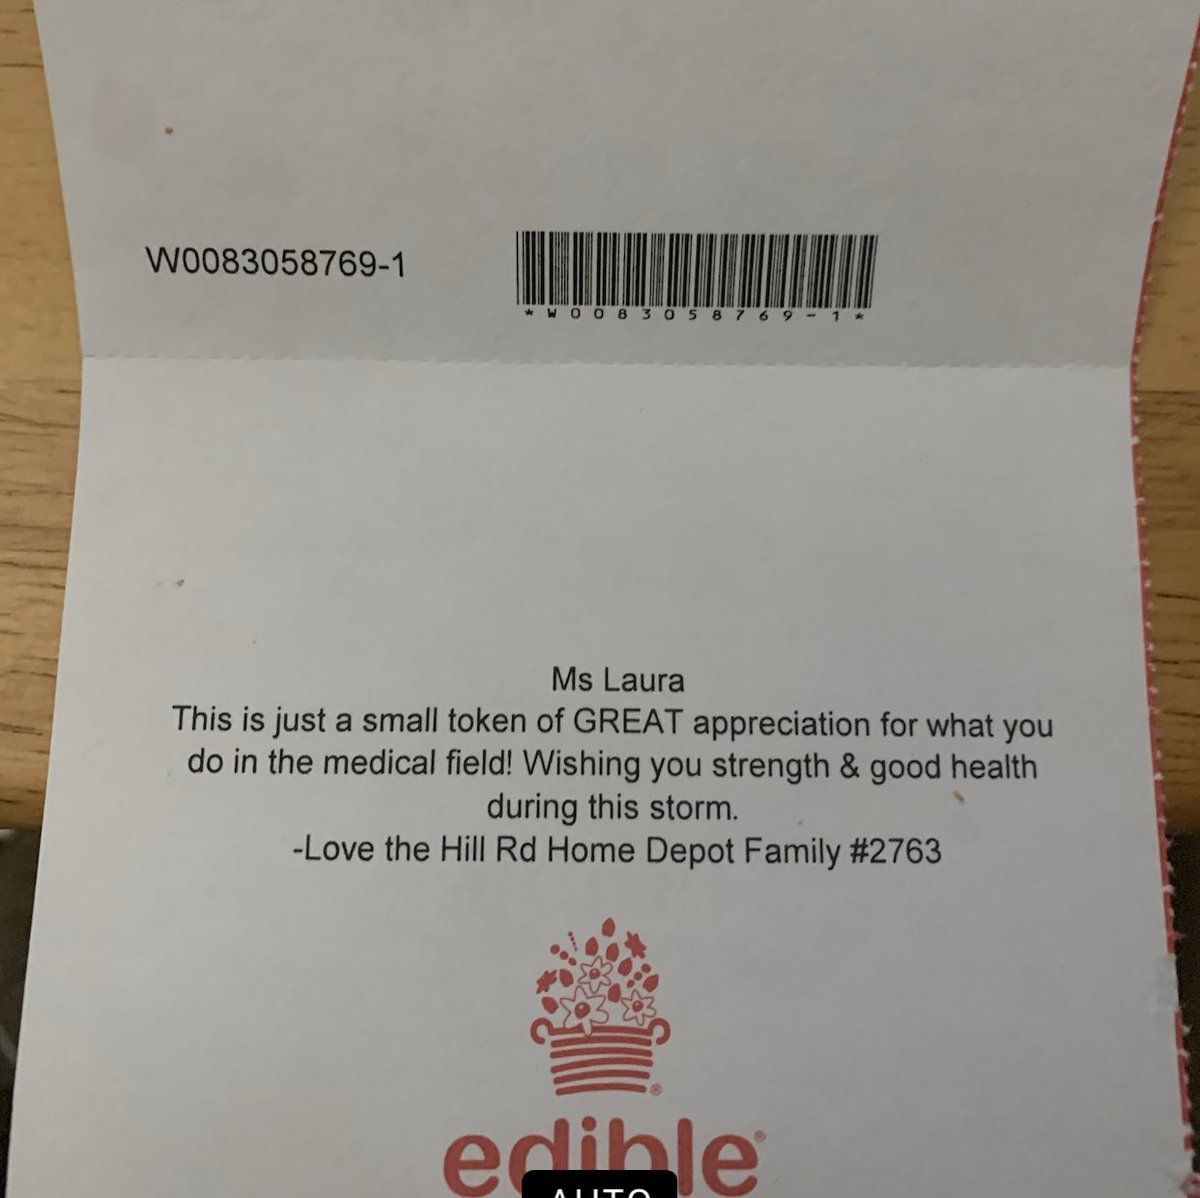 W0083058769-1
*W0083058769-1*
Ms Laura
This is just a small token of GREAT appreciation for what you
do in the medical field! Wishing you strength & good health
during this storm.
-Love the Hill Rd Home Depot Family #2763
®
edible®
AUTO